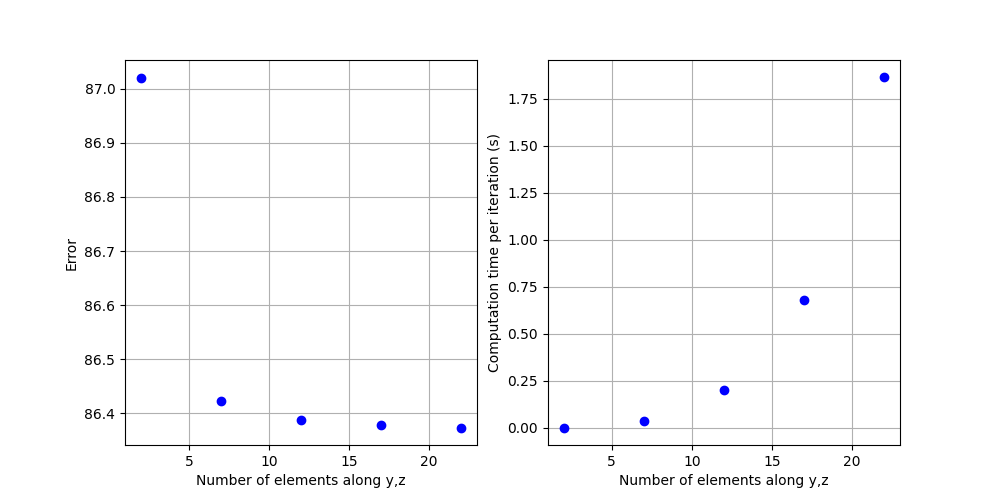 87.0
86.9
86.8
86.7
86.6
86.5
86.4
Error
5 10 15 20
Number of elements along y,z
1.75
1.50
1.25
1.00
0.75
0.50
0.25
0.00
Computation time per iteration (s)
5 10 15 20
Number of elements along y,z